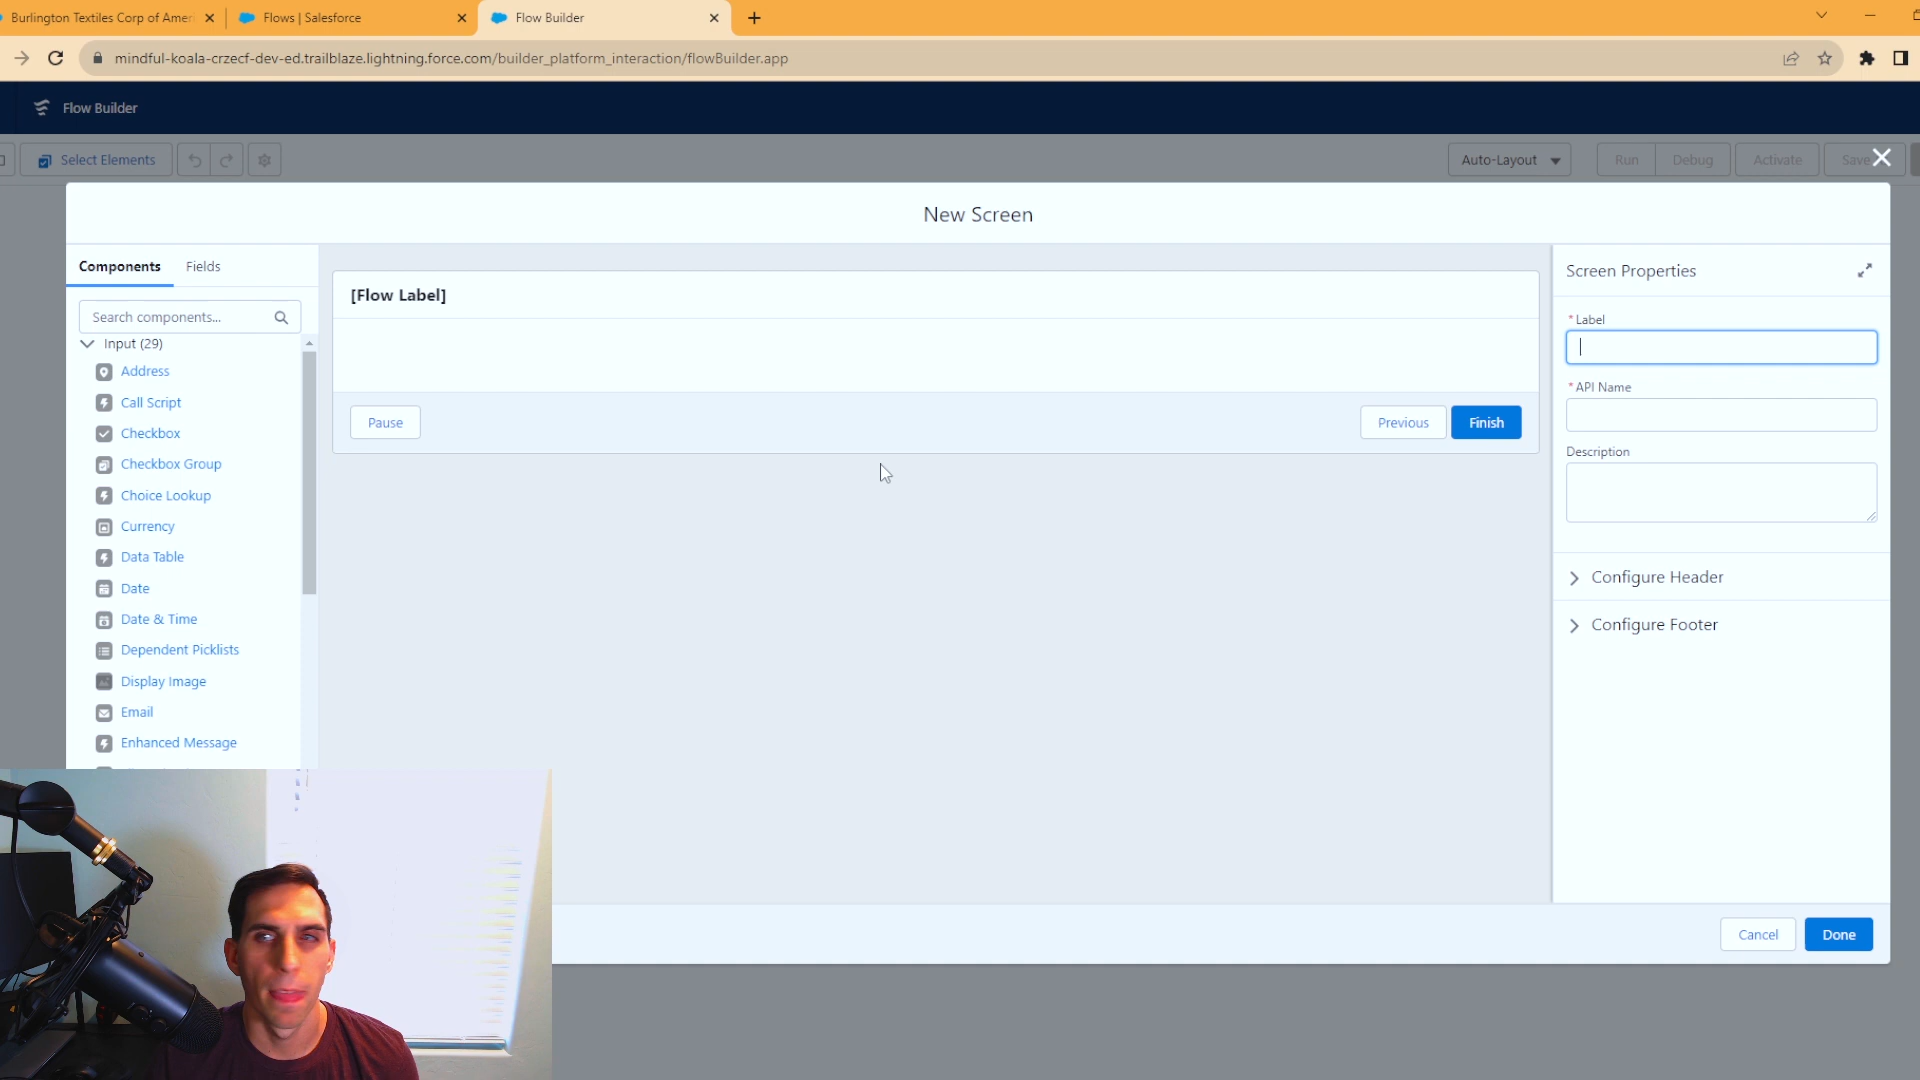 Burlington Textiles Corp of Amer
Flows | Salesforce
Flow Builder
mindful-koala-crzecf-dev-ed.trailblaze.lightning.force.com/builder_platform_interaction/flowBuilder.app
Flow Builder
Select Elements
Auto-Layout
Run
Debug
Activate
Save
New Screen
Components
Fields
Search components...
Input (29)
Address
Call Script
Checkbox
Checkbox Group
Choice Lookup
Currency
Data Table
Date
Date & Time
Dependent Picklists
Display Image
Email
Enhanced Message
[Flow Label]
Pause
Previous
Finish
Screen Properties
* Label
* API Name
Description
Configure Header
Configure Footer
Cancel
Done